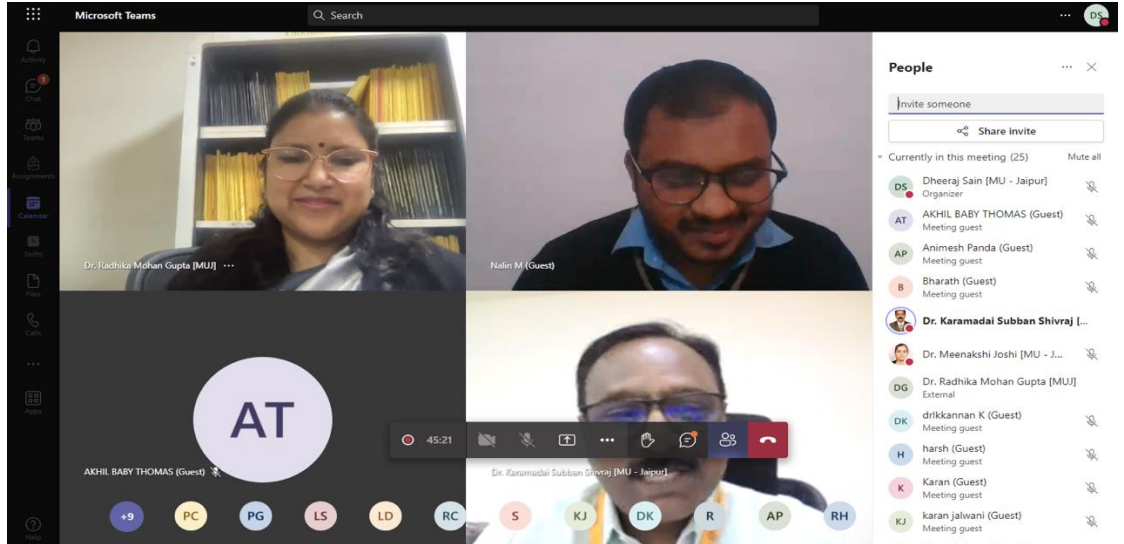 Microsoft Teams
Search
DS
Activity
1
Chat
Teams
Assignments
Calendar
Shifts
Files
Calls
Apps
Help
Dr. Radhika Mohan Gupta [MUJ] ···
Nalin M (Guest)
AT
AKHIL BABY THOMAS (Guest)
45:21
Dr. Karamadai Subban Shivraj [MU - Jaipur]
+9
PC
PG
LS
LD
RC
S
KJ
DK
R
AP
RH
People
Invite someone
Share invite
Currently in this meeting (25) Mute all
DS
Dheeraj Sain [MU - Jaipur]
Organizer
AT
AKHIL BABY THOMAS (Guest)
Meeting guest
AP
Animesh Panda (Guest)
Meeting guest
B
Bharath (Guest)
Meeting guest
Dr. Karamadai Subban Shivraj [...
Dr. Meenakshi Joshi [MU - J...
DG
Dr. Radhika Mohan Gupta [MUJ]
External
DK
drlkkannan K (Guest)
Meeting guest
H
harsh (Guest)
Meeting guest
K
Karan (Guest)
Meeting guest
KJ
karan jalwani (Guest)
Meeting guest